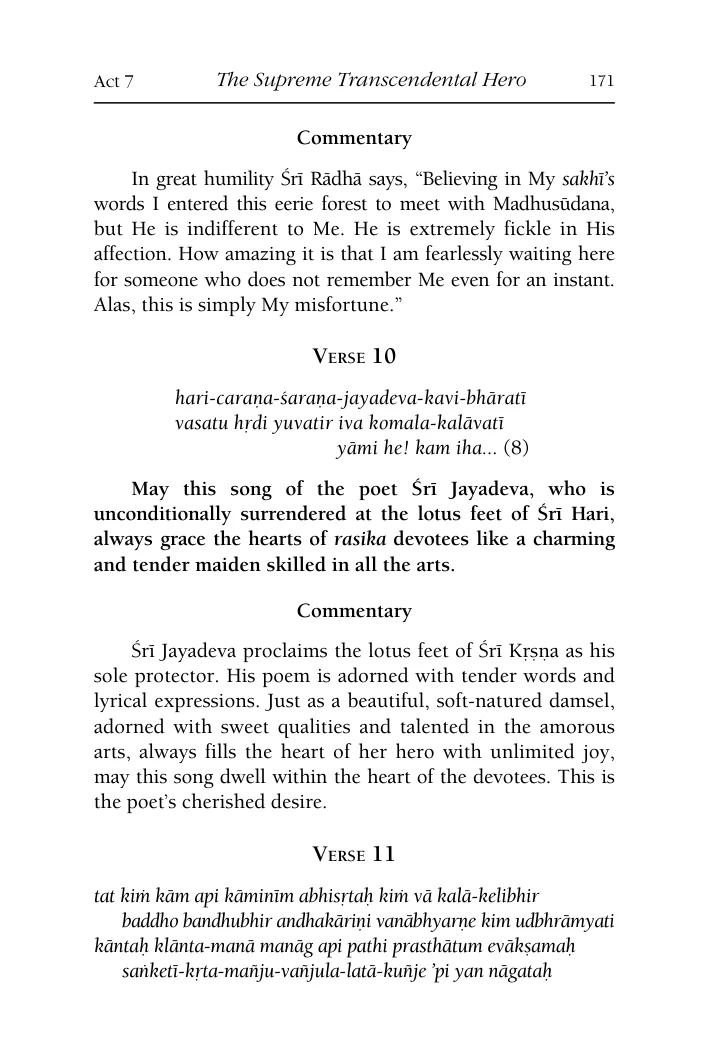 Act 7 The Supreme Transcendental Hero 171
Commentary
In great humility Śrī Rādhā says, “Believing in My sakhī’s
words I entered this eerie forest to meet with Madhusūdana,
but He is indifferent to Me. He is extremely fickle in His
affection. How amazing it is that I am fearlessly waiting here
for someone who does not remember Me even for an instant.
Alas, this is simply My misfortune.”
Verse 10
hari-caraṇa-śaraṇa-jayadeva-kavi-bhāratī
vasatu hṛdi yuvatir iva komala-kalāvatī
yāmi he! kam iha... (8)
May this song of the poet Śrī Jayadeva, who is
unconditionally surrendered at the lotus feet of Śrī Hari,
always grace the hearts of rasika devotees like a charming
and tender maiden skilled in all the arts.
Commentary
Śrī Jayadeva proclaims the lotus feet of Śrī Kṛṣṇa as his
sole protector. His poem is adorned with tender words and
lyrical expressions. Just as a beautiful, soft-natured damsel,
adorned with sweet qualities and talented in the amorous
arts, always fills the heart of her hero with unlimited joy,
may this song dwell within the heart of the devotees. This is
the poet’s cherished desire.
Verse 11
tat kiṁ kām api kāminīm abhisṛtaḥ kiṁ vā kalā-kelibhir
baddho bandhubhir andhakāriṇi vanābhyarṇe kim udbhrāmyati
kāntaḥ klānta-manā manāg api pathi prasthātum evākṣamaḥ
saṅketī-kṛta-mañju-vañjula-latā-kuñje ’pi yan nāgataḥ